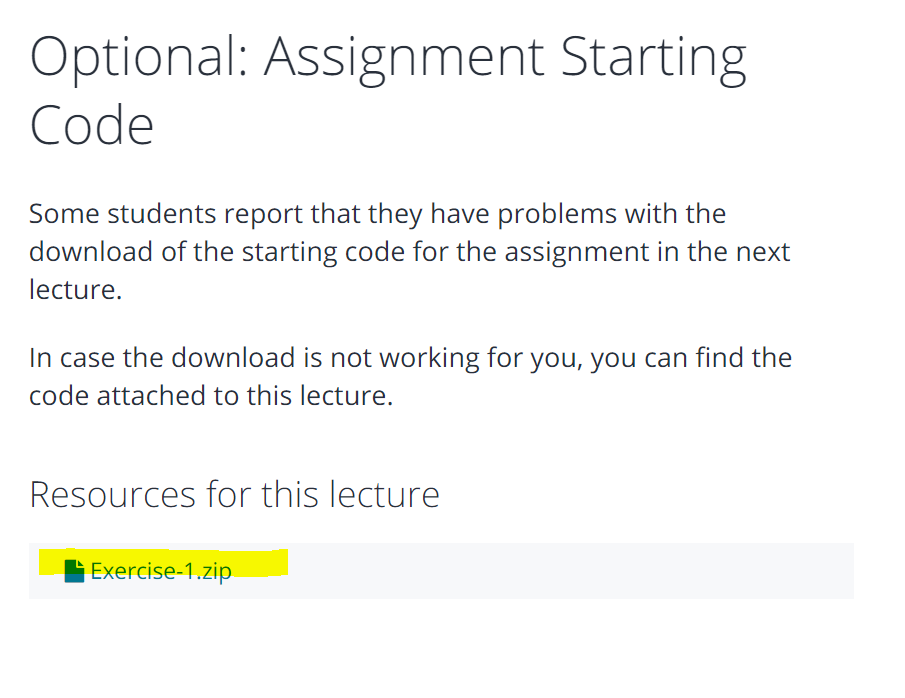 Optional: Assignment Starting
Code
Some students report that they have problems with the
download of the starting code for the assignment in the next
lecture.
In case the download is not working for you, you can find the
code attached to this lecture.
Resources for this lecture
Exercise-1.zip